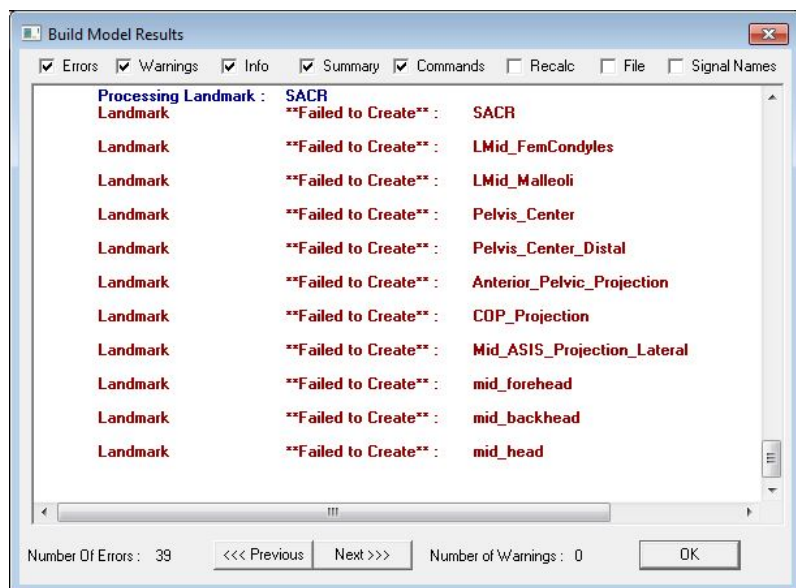 Build Model Results
Errors Warnings Info Summary Commands Recalc File Signal Names
Processing Landmark : SACR
Landmark **Failed to Create** : SACR
Landmark **Failed to Create** : LMid_FemCondyles
Landmark **Failed to Create** : LMid_Malleoli
Landmark **Failed to Create** : Pelvis_Center
Landmark **Failed to Create** : Pelvis_Center_Distal
Landmark **Failed to Create** : Anterior_Pelvic_Projection
Landmark **Failed to Create** : COP_Projection
Landmark **Failed to Create** : Mid_ASIS_Projection_Lateral
Landmark **Failed to Create** : mid_forehead
Landmark **Failed to Create** : mid_backhead
Landmark **Failed to Create** : mid_head
Number Of Errors : 39 <<< Previous Next >>> Number of Warnings : 0 OK